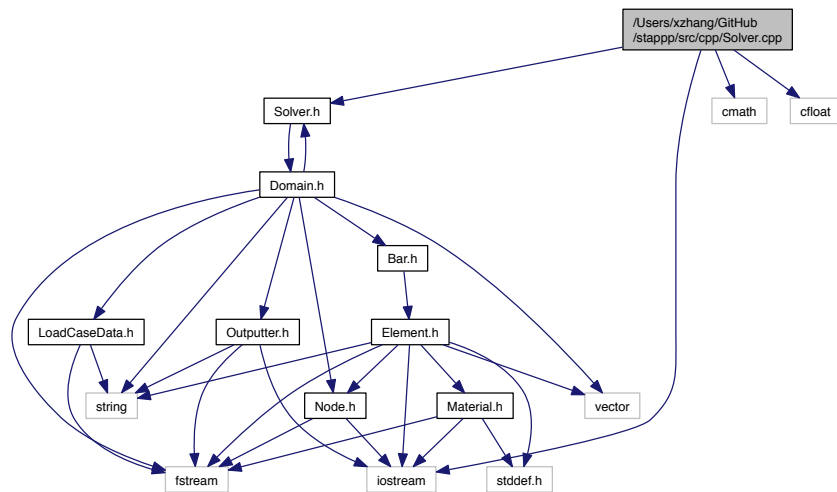 /Users/xzhang/GitHub
/stappp/src/cpp/Solver.cpp
Solver.h
cmath
cfloat
Domain.h
Bar.h
LoadCaseData.h
Outputter.h
Element.h
string
Node.h
Material.h
vector
fstream
iostream
stddef.h